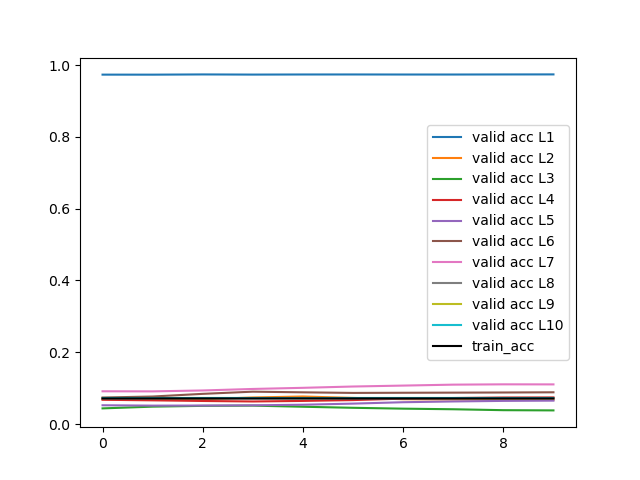 1.0
0.8
0.6
0.4
0.2
0.0
0 2 4 6 8
valid acc L1
valid acc L2
valid acc L3
valid acc L4
valid acc L5
valid acc L6
valid acc L7
valid acc L8
valid acc L9
valid acc L10
train_acc